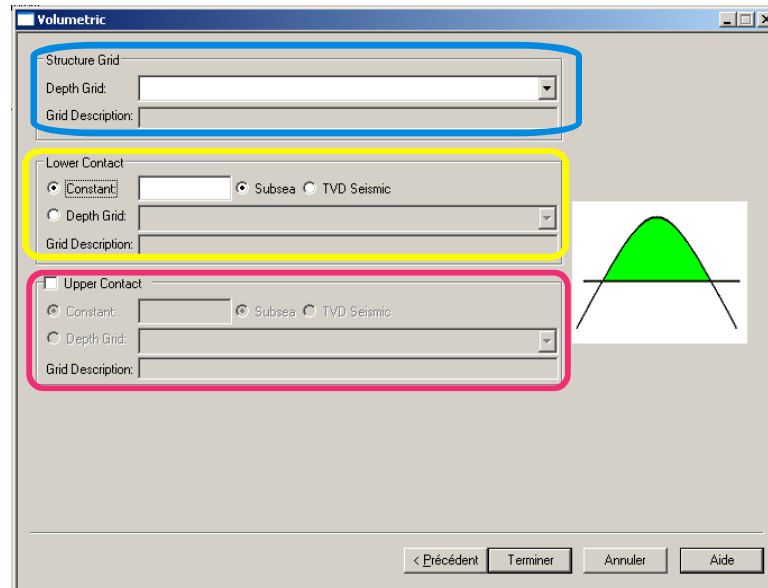 Volumetric
Structure Grid
Depth Grid:
Grid Description:
Lower Contact
Constant: Subsea TVD Seismic
Depth Grid:
Grid Description:
Upper Contact
Constant: Subsea TVD Seismic
Depth Grid:
Grid Description:
< Précédent Terminer Annuler Aide